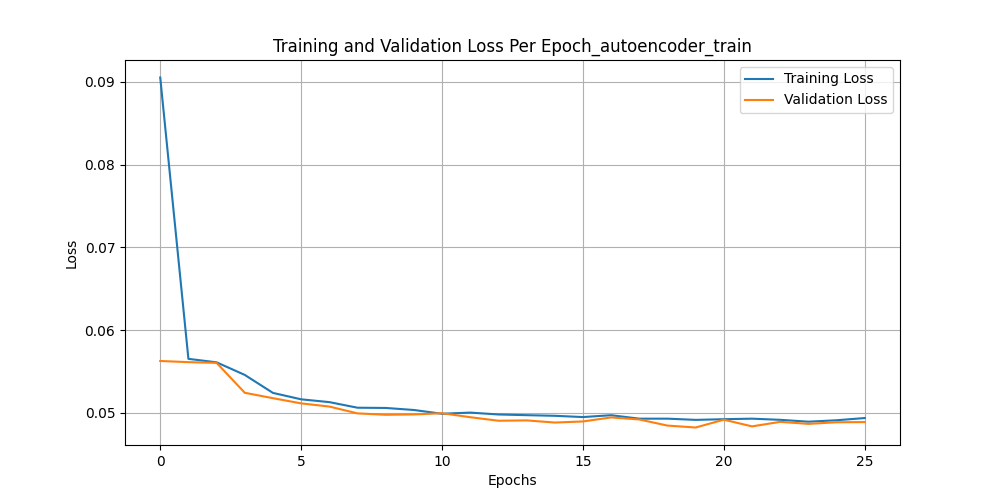 Training and Validation Loss Per Epoch_autoencoder_train
Training Loss
Validation Loss
0.09
0.08
0.07
0.06
0.05
Loss
0
5
10
15
20
25
Epochs